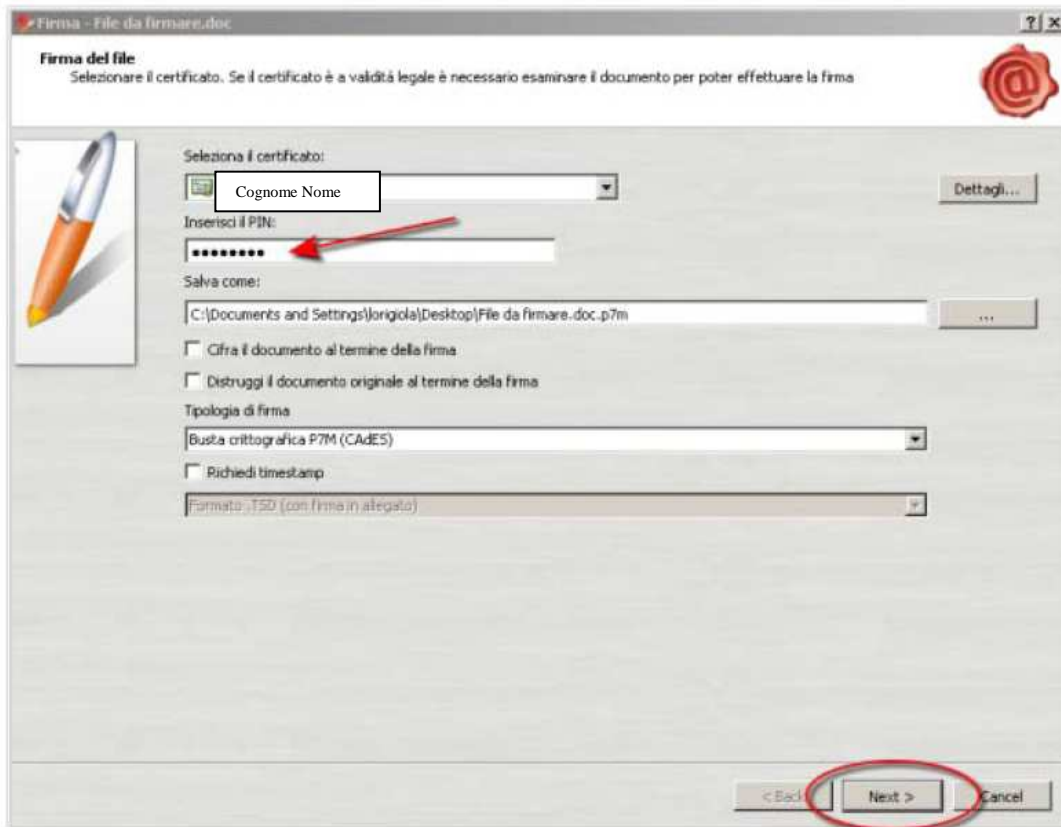 Firma - File da firmare.doc
Firma del file
Selezionare il certificato. Se il certificato è a validità legale è necessario esaminare il documento per poter effettuare la firma
Seleziona il certificato:
Cognome Nome
Dettagli...
Inserisci il PIN:
••••••••
Salva come:
C:\Documents and Settings\lorigiola\Desktop\File da firmare.doc.p7m
...
Cifra il documento al termine della firma
Distruggi il documento originale al termine della firma
Tipologia di firma
Busta crittografica P7M (CAdES)
Richiedi timestamp
Formato .TSD (con firma in allegato)
< Back
Next >
Cancel